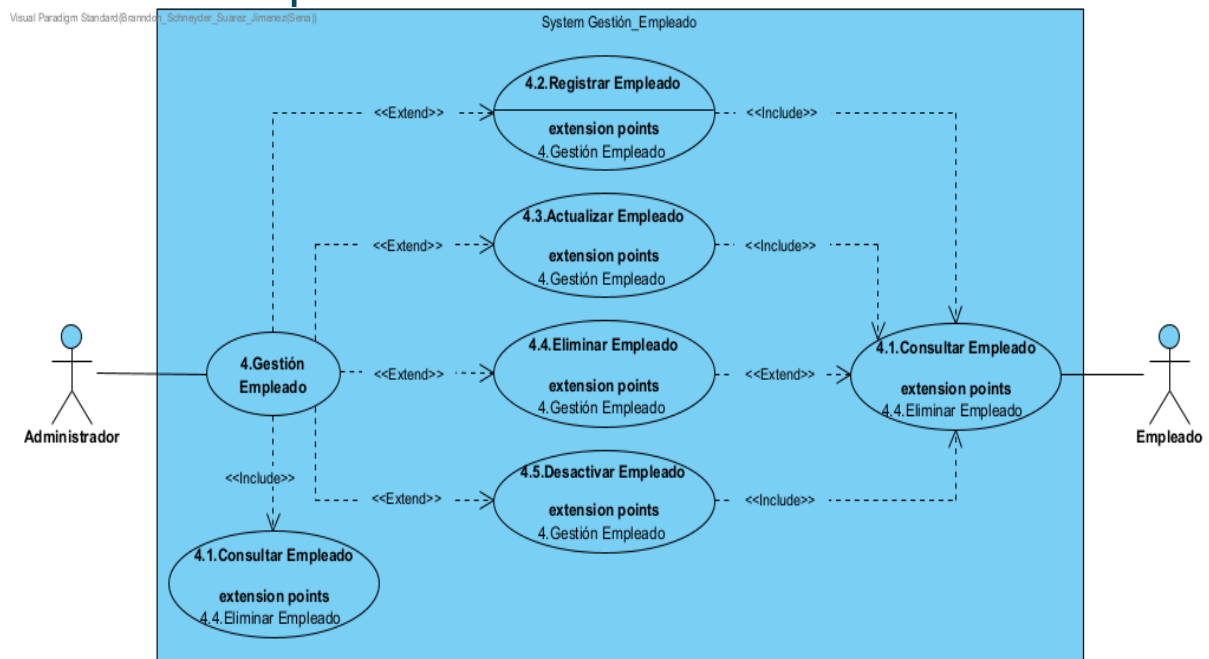 Visual Paradigm Standard(Branndon_Schneyder_Suarez_Jimenez(Sena))
System Gestión_Empleado
4.2.Registrar Empleado
<<Extend>>
<<Include>>
extension points
4.Gestión Empleado
4.3.Actualizar Empleado
<<Extend>>
<<Include>>
extension points
4.Gestión Empleado
4.Gestión
Empleado
4.4.Eliminar Empleado
<<Extend>>
<<Extend>>
extension points
4.Gestión Empleado
4.1.Consultar Empleado
extension points
4.4.Eliminar Empleado
Administrador
Empleado
4.5.Desactivar Empleado
<<Extend>>
<<Include>>
extension points
4.Gestión Empleado
<<Include>>
4.1.Consultar Empleado
extension points
4.4.Eliminar Empleado